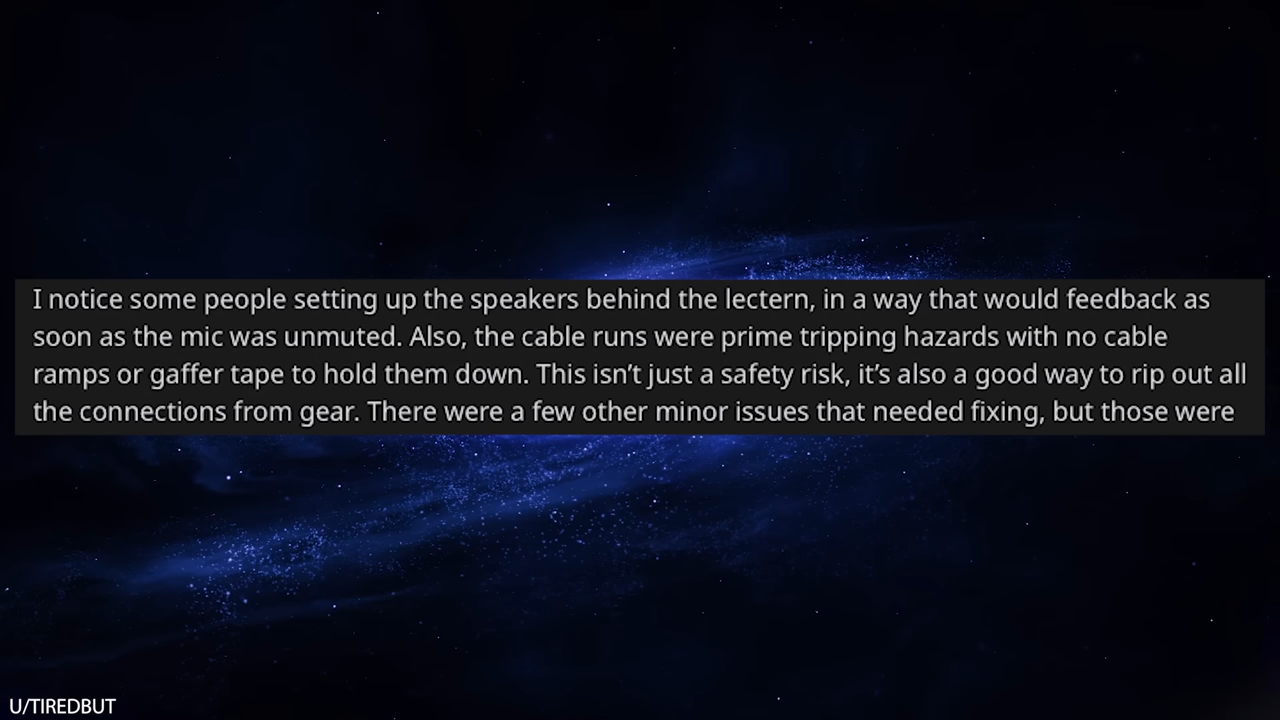 I notice some people setting up the speakers behind the lectern, in a way that would feedback as
soon as the mic was unmuted. Also, the cable runs were prime tripping hazards with no cable
ramps or gaffer tape to hold them down. This isn’t just a safety risk, it’s also a good way to rip out all
the connections from gear. There were a few other minor issues that needed fixing, but those were
U/TIREDBUT